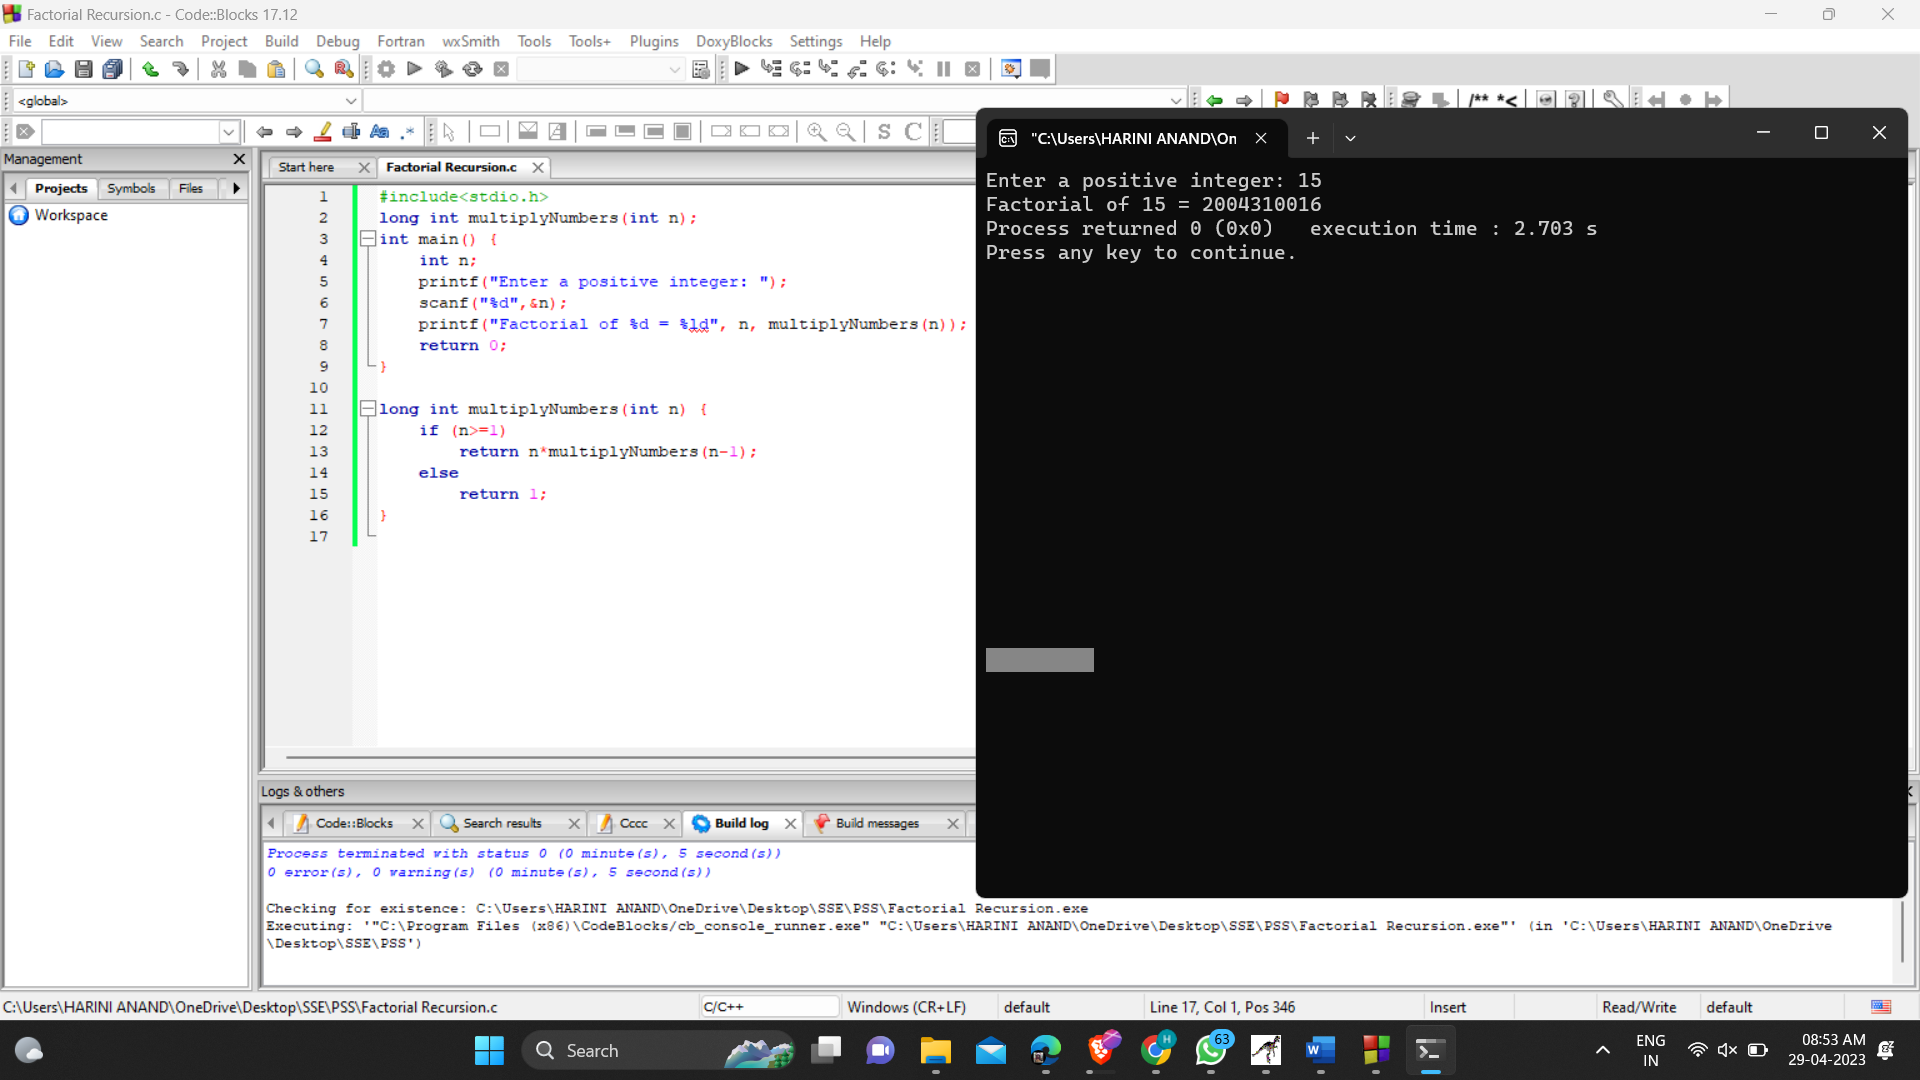 Factorial Recursion.c - Code::Blocks 17.12
File Edit View Search Project Build Debug Fortran wxSmith Tools Tools+ Plugins DoxyBlocks Settings Help
<global>
/** *<
Management
Projects Symbols Files
Workspace
Start here Factorial Recursion.c
1 #include<stdio.h>
2 long int multiplyNumbers(int n);
3 int main() {
4 int n;
5 printf("Enter a positive integer: ");
6 scanf("%d",&n);
7 printf("Factorial of %d = %ld", n, multiplyNumbers(n));
8 return 0;
9 }
10
11 long int multiplyNumbers(int n) {
12 if (n>=1)
13 return n*multiplyNumbers(n-1);
14 else
15 return 1;
16 }
17
"C:\Users\HARINI ANAND\On
Enter a positive integer: 15
Factorial of 15 = 2004310016
Process returned 0 (0x0)   execution time : 2.703 s
Press any key to continue.
Logs & others
Code::Blocks Search results Cccc Build log Build messages
Process terminated with status 0 (0 minute(s), 5 second(s))
0 error(s), 0 warning(s) (0 minute(s), 5 second(s))
Checking for existence: C:\Users\HARINI ANAND\OneDrive\Desktop\SSE\PSS\Factorial Recursion.exe
Executing: '"C:\Program Files (x86)\CodeBlocks/cb_console_runner.exe" "C:\Users\HARINI ANAND\OneDrive\Desktop\SSE\PSS\Factorial Recursion.exe"' (in 'C:\Users\HARINI ANAND\OneDrive
\Desktop\SSE\PSS')
C:\Users\HARINI ANAND\OneDrive\Desktop\SSE\PSS\Factorial Recursion.c C/C++ Windows (CR+LF) default Line 17, Col 1, Pos 346 Insert Read/Write default
Search
63
ENG
IN
08:53 AM
29-04-2023